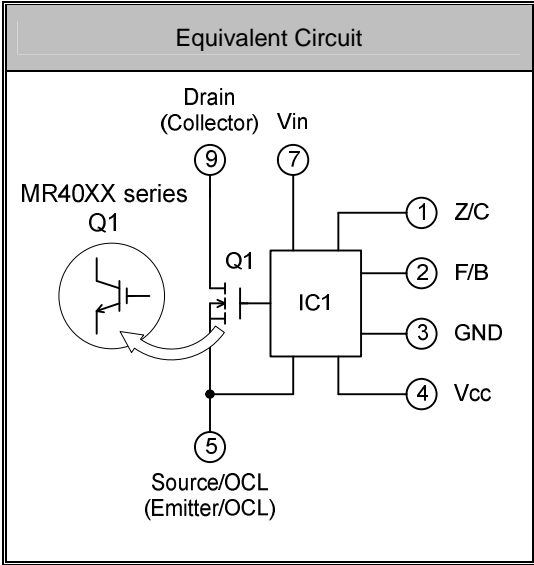 Equivalent Circuit
Drain
(Collector)
Vin
9
7
MR40XX series
Q1
1
Z/C
Q1
2
F/B
IC1
3
GND
4
Vcc
5
Source/OCL
(Emitter/OCL)